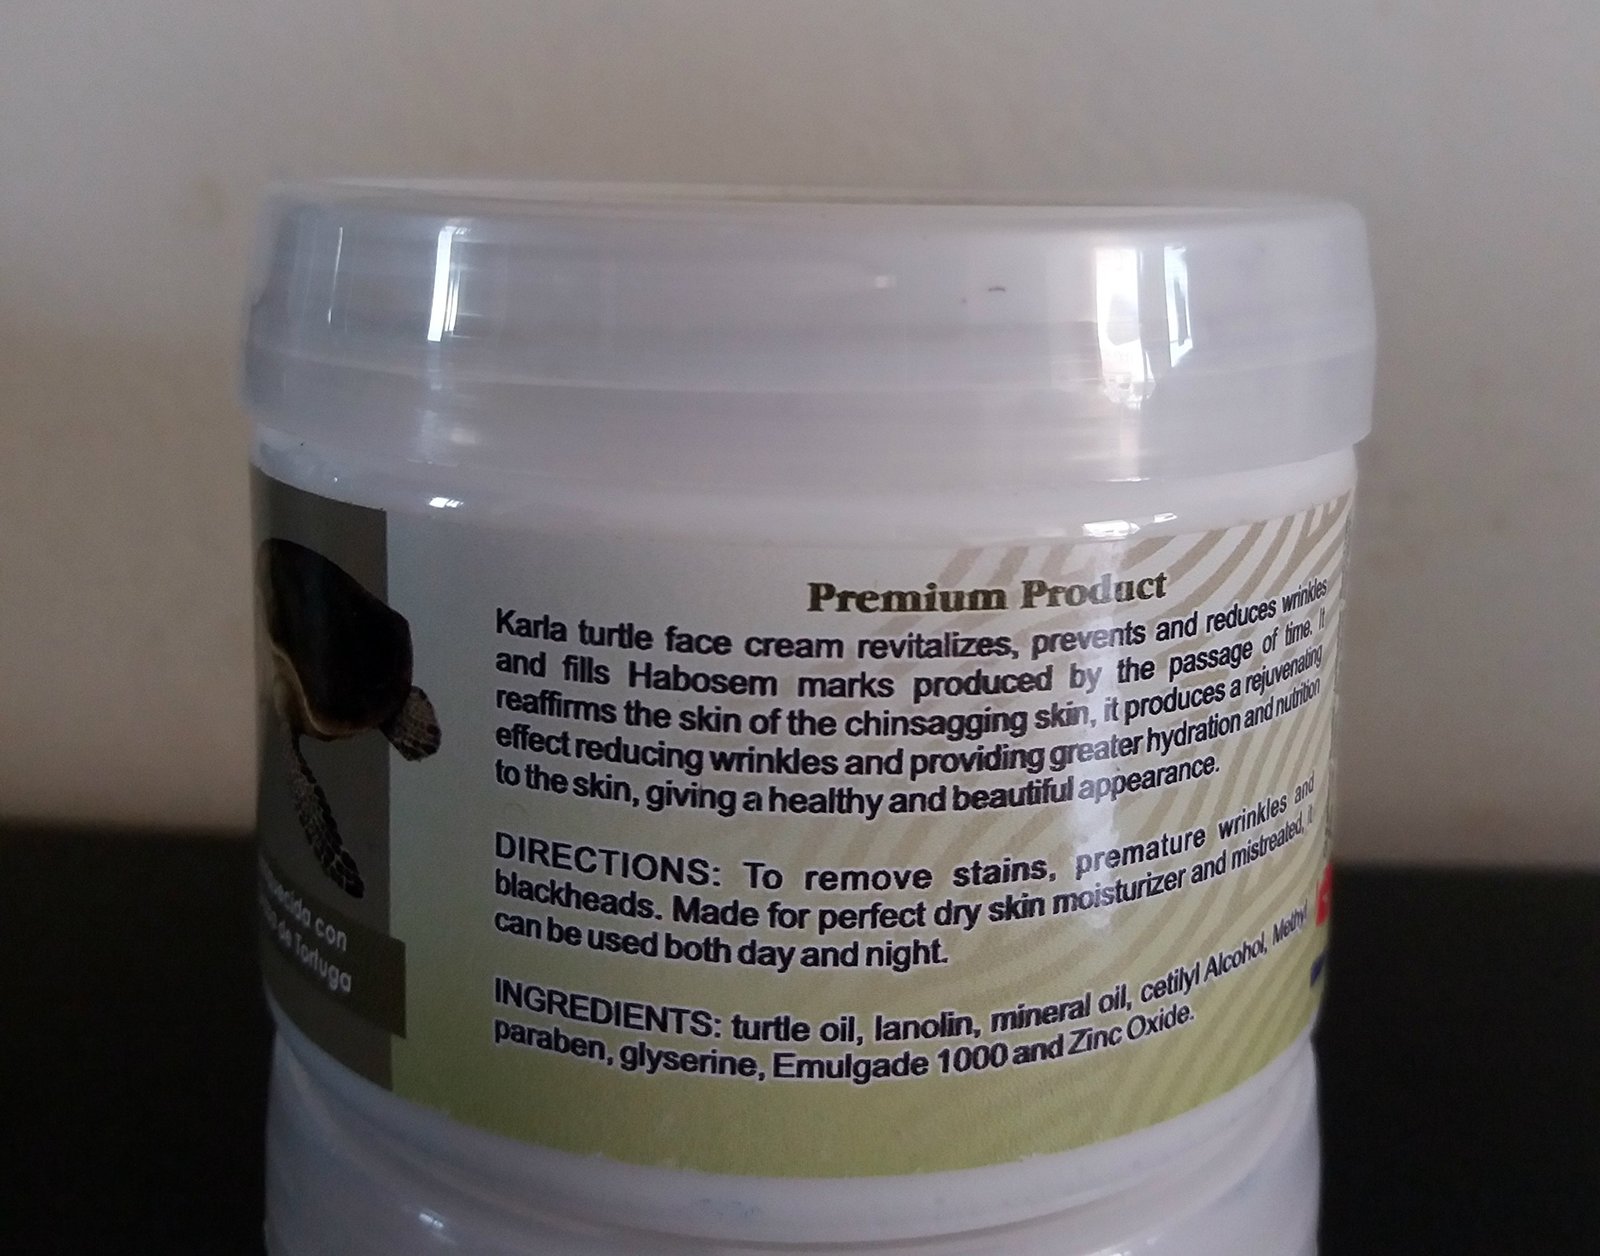 Premium Product
Karla turtle face cream revitalizes, prevents and reduces wrinkles
and fills Habosem marks produced by the passage of time. It
reaffirms the skin of the chinsagging skin, it produces a rejuvenating
effect reducing wrinkles and providing greater hydration and nutrition
to the skin, giving a healthy and beautiful appearance.
DIRECTIONS: To remove stains, premature wrinkles and
blackheads. Made for perfect dry skin moisturizer and mistreated, it
can be used both day and night.
INGREDIENTS: turtle oil, lanolin, mineral oil, cetilyl Alcohol, Methyl
paraben, glyserine, Emulgade 1000 and Zinc Oxide.
con
de Tortuga